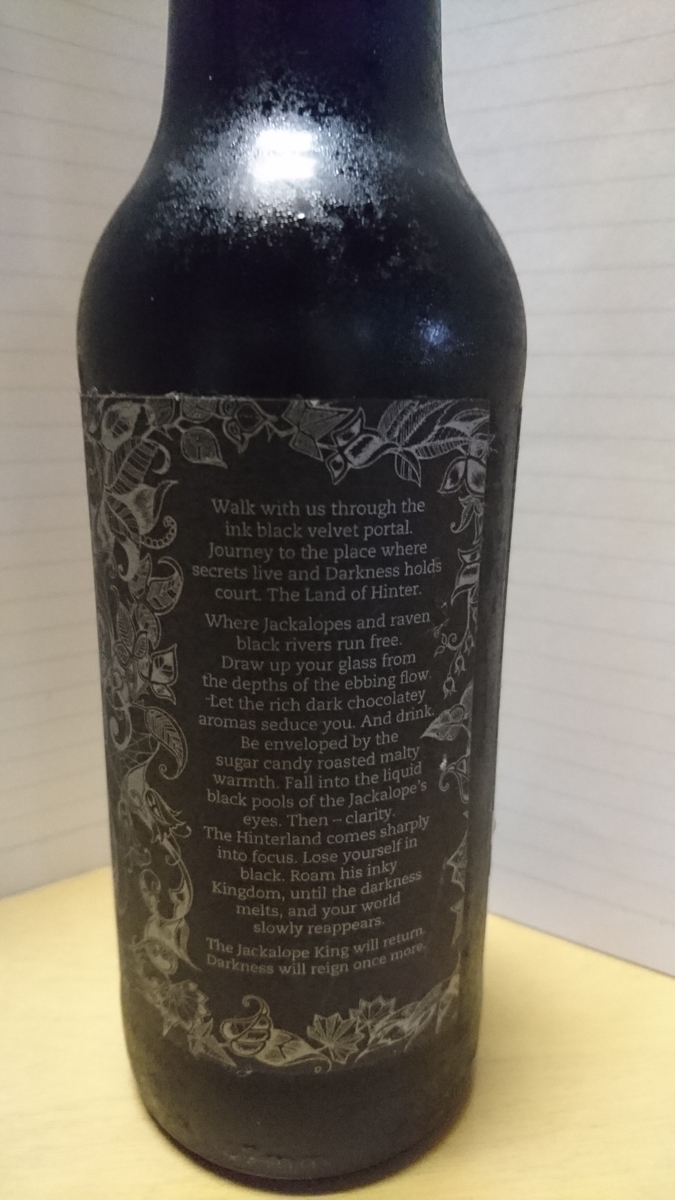 Walk with us through the
ink black velvet portal.
Journey to the place where
secrets live and Darkness holds
court. The Land of Hinter.
Where Jackalopes and raven
black rivers run free.
Draw up your glass from
the depths of the ebbing flow.
Let the rich dark chocolatey
aromas seduce you. And drink.
Be enveloped by the
sugar candy roasted malty
warmth. Fall into the liquid
black pools of the Jackalope's
eyes. Then – clarity.
The Hinterland comes sharply
into focus. Lose yourself in
black. Roam his inky
Kingdom, until the darkness
melts, and your world
slowly reappears.
The Jackalope King will return.
Darkness will reign once more.